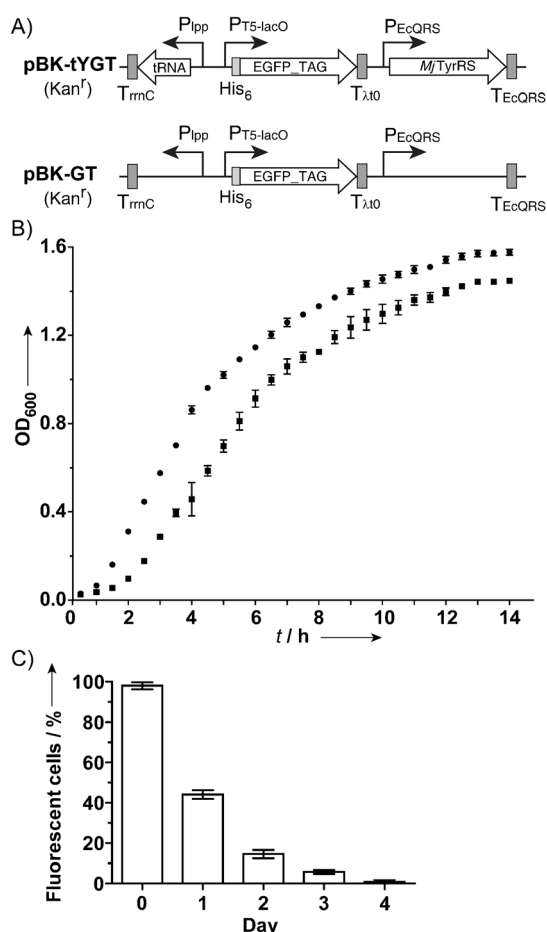 A)
Plpp PT5-lacO PEcQRS
pBK-tYGT tRNA EGFP_TAG MjTyrRS
(Kanr) TrrnC His6 Tλt0 TEcQRS
Plpp PT5-lacO PEcQRS
pBK-GT EGFP_TAG
(Kanr) TrrnC His6 Tλt0 TEcQRS
B)
1.6
1.2
0.8
0.4
0.0
OD600
0 2 4 6 8 10 12 14
t / h
C)
100
80
60
40
20
0
Fluorescent cells / %
0 1 2 3 4
Day